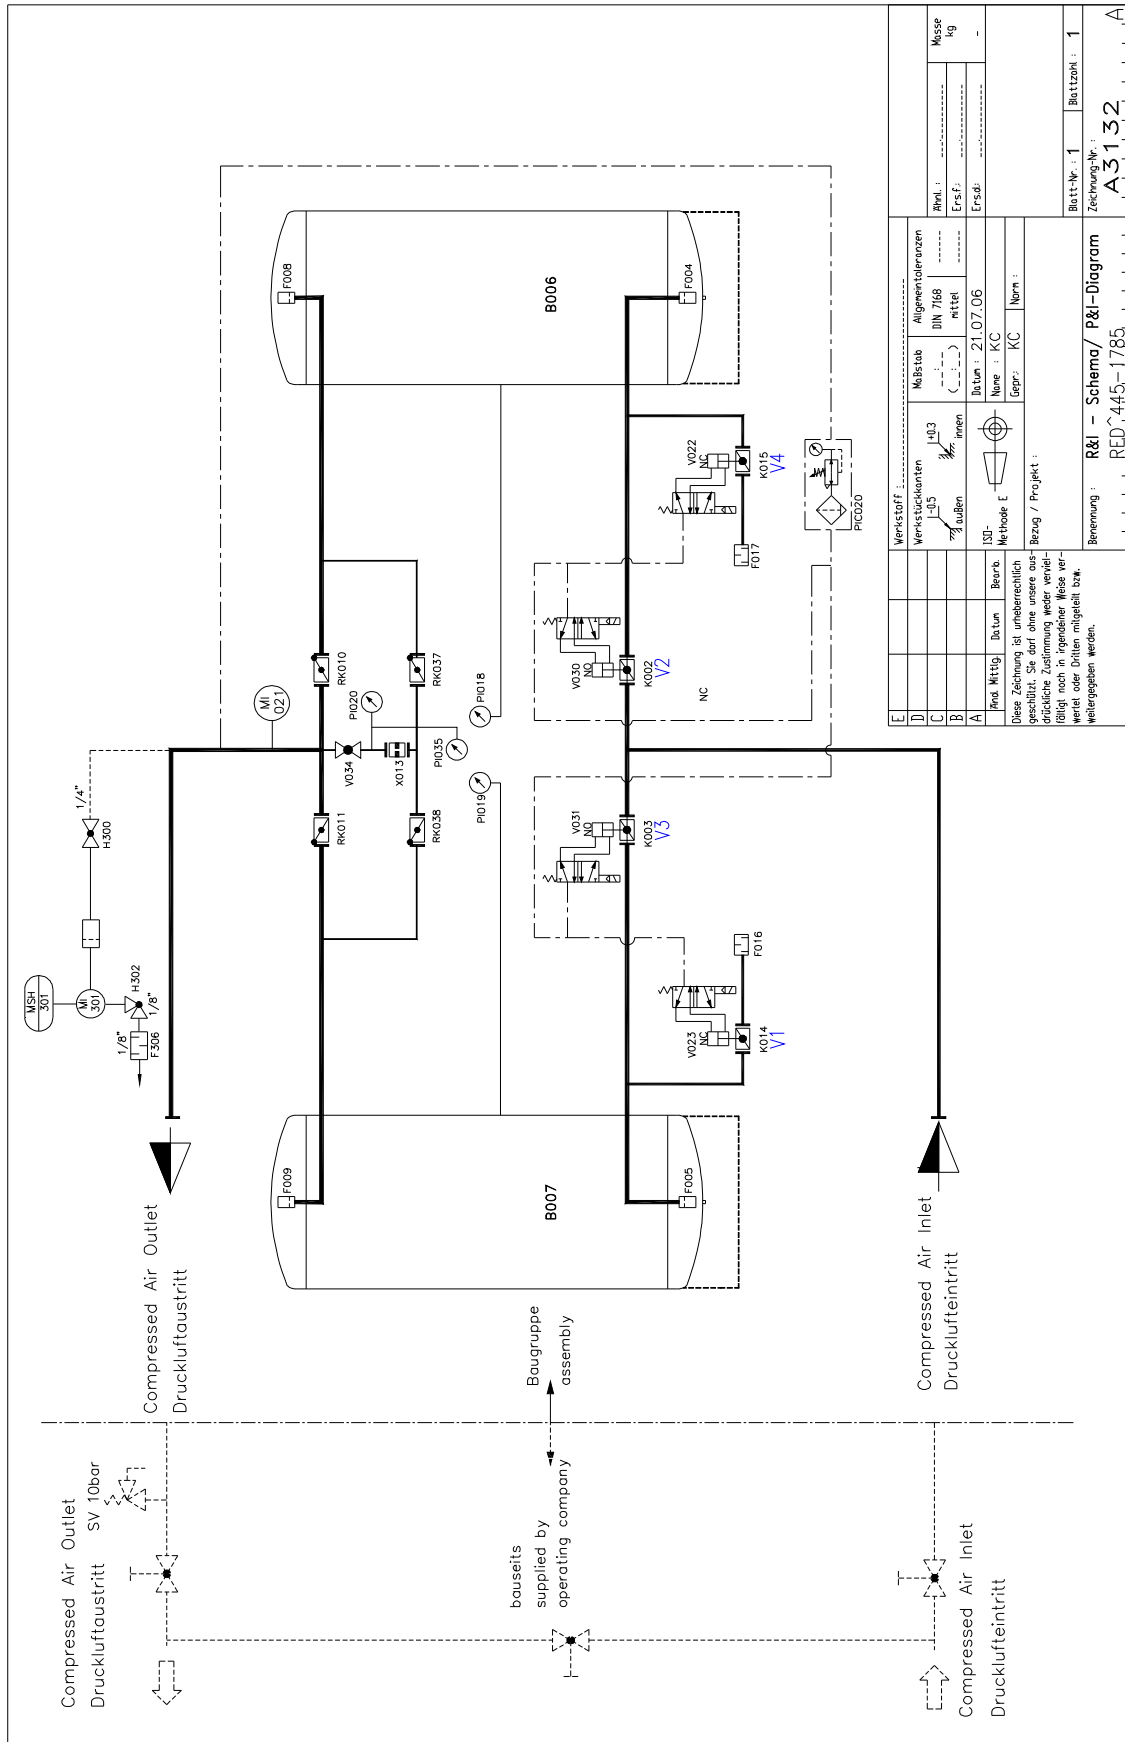 Compressed Air Outlet
Druckluftaustritt
SV 10bar
bauseits
supplied by
operating company
Baugruppe
assembly
Compressed Air Inlet
Drucklufteintritt
Compressed Air Outlet
Druckluftaustritt
Compressed Air Inlet
Drucklufteintritt
MSH
301
MI
301
H302
1/8"
1/8"
F306
H300
1/4"
MI
021
F009
F005
B007
F008
F004
B006
RK011
RK010
V034
X013
PI020
PI035
RK038
RK037
PI019
PI018
V023
NC
K014
V1
F016
V031
NO
K003
V3
V030
NO
K002
V2
NC
V022
NC
K015
V4
F017
PIC020
E
D
C
B
A
Änd. Mittlg.
Datum
Bearb.
Diese Zeichnung ist urheberrechtlich
geschützt. Sie darf ohne unsere aus-
drückliche Zustimmung weder verviel-
fältigt noch in irgendeiner Weise ver-
wertet oder Dritten mitgeteilt bzw.
weitergegeben werden.
Werkstoff :
Werkstückkanten
-0.5
außen
+0.3
innen
Maßstab
- : -
( - : - )
Allgemeintoleranzen
DIN 7168
mittel
ISO-
Methode E
Datum : 21.07.06
Name : KC
Gepr.: KC
Norm :
Bezug / Projekt :
Ähnl. :
Ers.f.:
Ers.d.:
Masse
kg
-
Benennung :
R&I - Schema/ P&I-Diagram
RED^445-1785
Blatt-Nr. : 1
Blattzahl : 1
Zeichnung-Nr. :
A3132
A